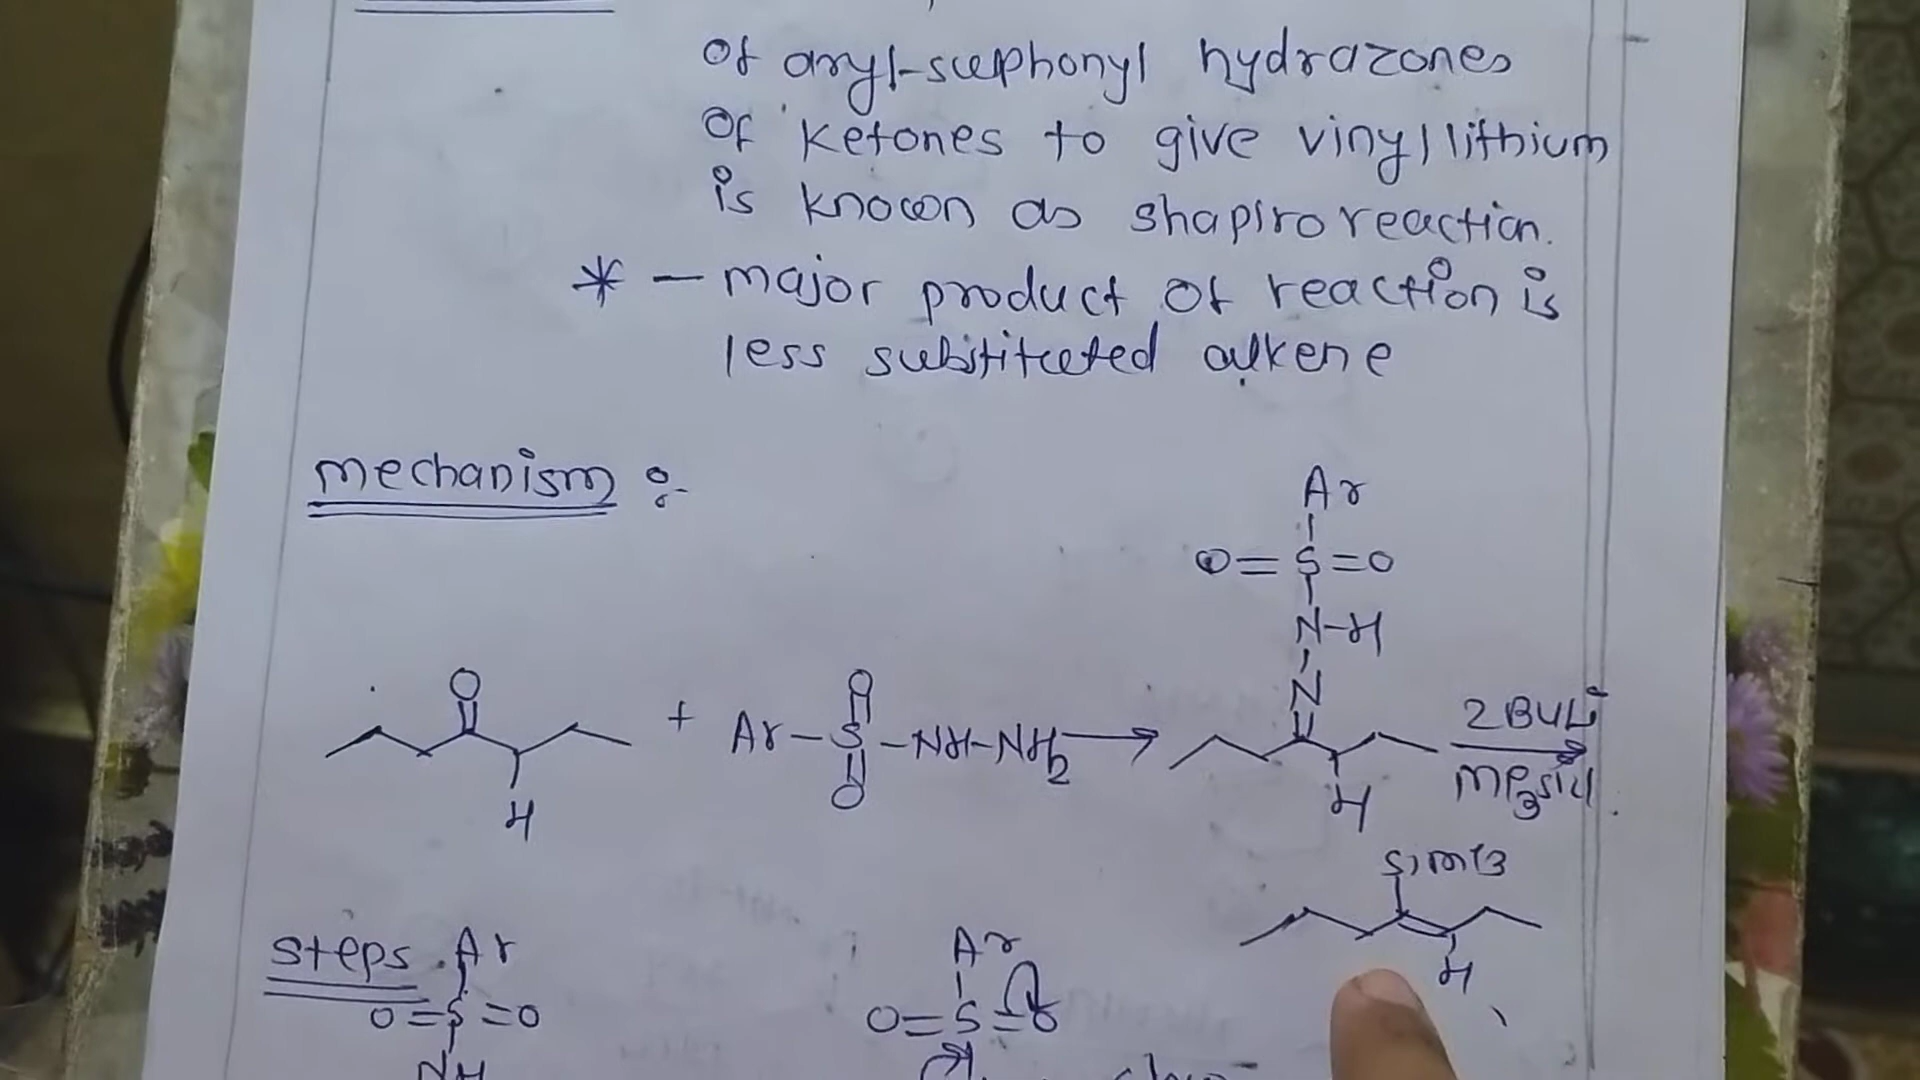 of aryl-sulphonyl hydrazones
of ketones to give vinyl lithium
is known as shapiro reaction.
* - major product of reaction is
less substituted alkene
mechanism :-
Ar
O=S=O
N-H
N
O
+ Ar-S-NH-NH2
O
O
H
H
2BuLi
Me3SiCl
SiMe3
H
steps
Ar
O=S=O
NH
Ar
O=S=O